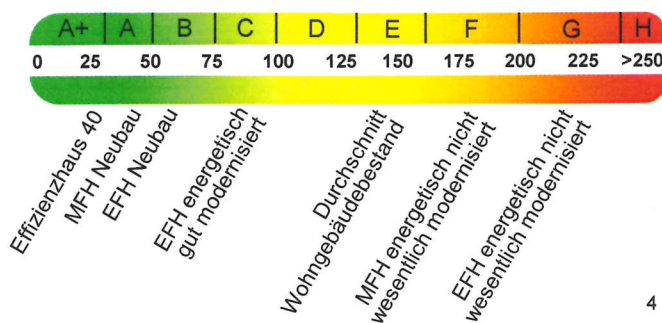 A+ A B C D E F G H
0 25 50 75 100 125 150 175 200 225 >250
Effizienzhaus 40
MFH Neubau
EFH Neubau
EFH energetisch
gut modernisiert
Durchschnitt
Wohngebäudebestand
MFH energetisch nicht
wesentlich modernisiert
EFH energetisch nicht
wesentlich modernisiert
4